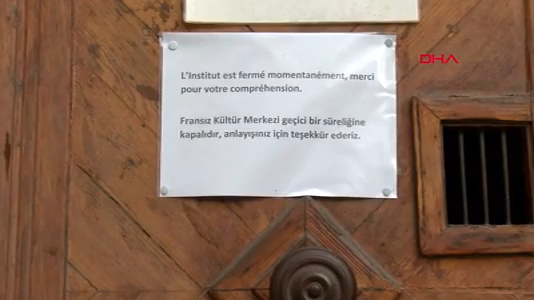 DHA
L'Institut est fermé momentanément, merci
pour votre compréhension.
Fransız Kültür Merkezi geçici bir süreliğine
kapalıdır, anlayışınız için teşekkür ederiz.